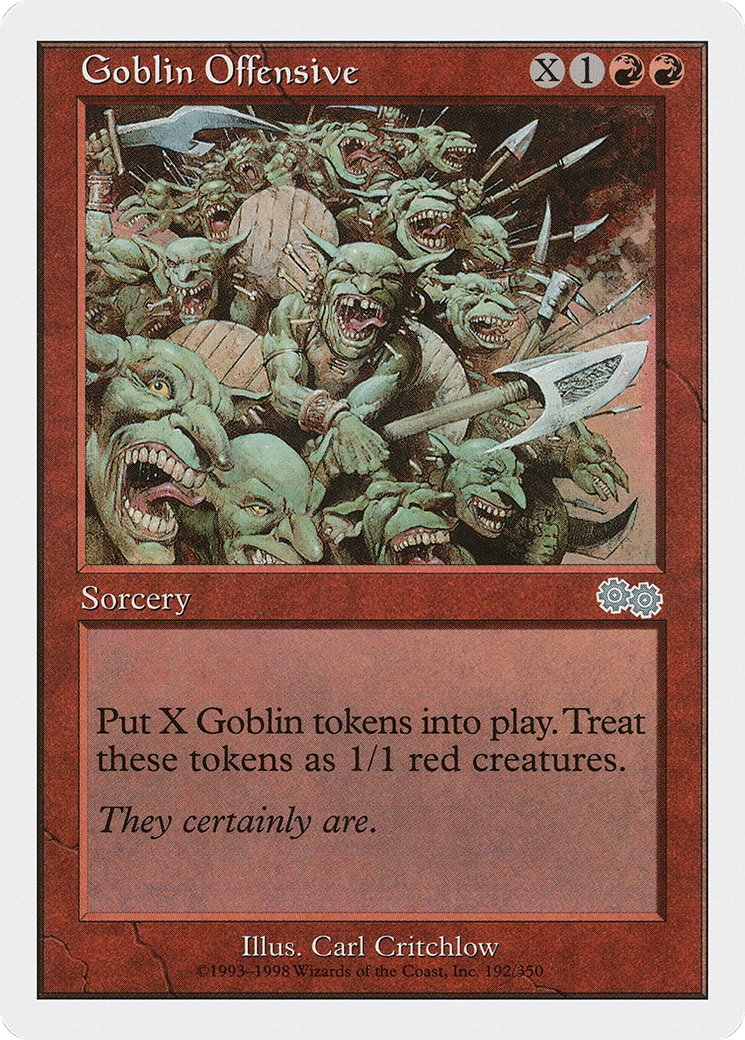 Goblin Offensive X 1
Sorcery
Put X Goblin tokens into play. Treat
these tokens as 1/1 red creatures.
They certainly are.
Illus. Carl Critchlow
©1993–1998 Wizards of the Coast, Inc. 192/350